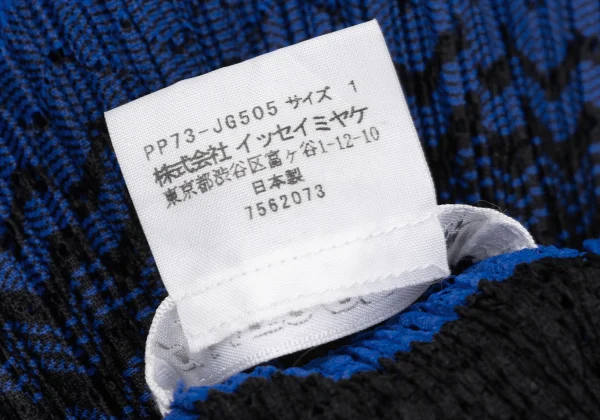 PP73-JG505 サイズ 1
株式会社 イッセイミヤケ
東京都渋谷区富ヶ谷1-12-10
日本製
7562073